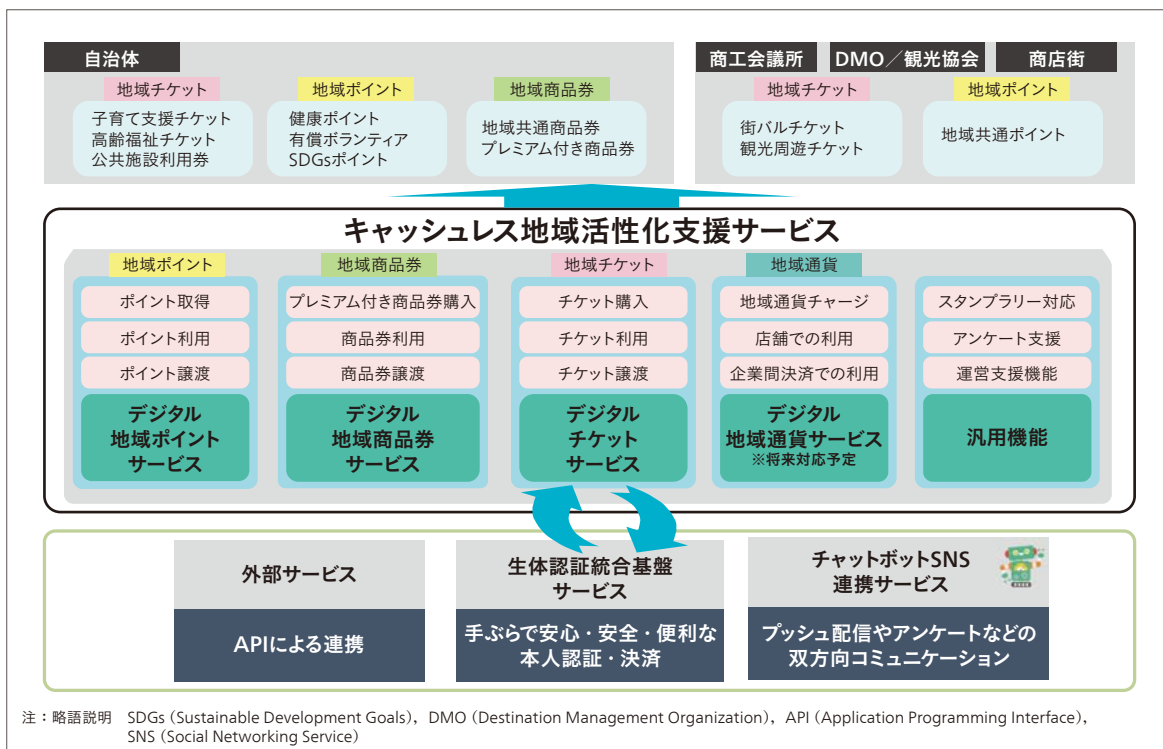 自治体
地域チケット
子育て支援チケット
高齢福祉チケット
公共施設利用券
地域ポイント
健康ポイント
有償ボランティア
SDGsポイント
地域商品券
地域共通商品券
プレミアム付き商品券
商工会議所
DMO／観光協会
商店街
地域チケット
街バルチケット
観光周遊チケット
地域ポイント
地域共通ポイント
キャッシュレス地域活性化支援サービス
地域ポイント
ポイント取得
ポイント利用
ポイント譲渡
デジタル
地域ポイント
サービス
地域商品券
プレミアム付き商品券購入
商品券利用
商品券譲渡
デジタル
地域商品券
サービス
地域チケット
チケット購入
チケット利用
チケット譲渡
デジタル
チケット
サービス
地域通貨
地域通貨チャージ
店舗での利用
企業間決済での利用
デジタル
地域通貨サービス
※将来対応予定
スタンプラリー対応
アンケート支援
運営支援機能
汎用機能
外部サービス
APIによる連携
生体認証統合基盤
サービス
手ぶらで安心・安全・便利な
本人認証・決済
チャットボットSNS
連携サービス
プッシュ配信やアンケートなどの
双方向コミュニケーション
注：略語説明　SDGs（Sustainable Development Goals），DMO（Destination Management Organization），API（Application Programming Interface），
SNS（Social Networking Service）